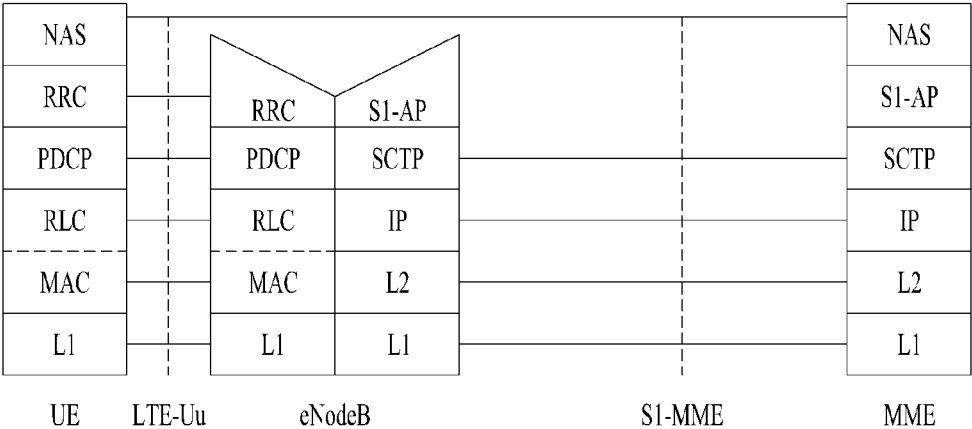 NAS NAS
RRC RRC S1-AP S1-AP
PDCP PDCP SCTP SCTP
RLC RLC IP IP
MAC MAC L2 L2
L1 L1 L1 L1
UE LTE-Uu eNodeB S1-MME MME